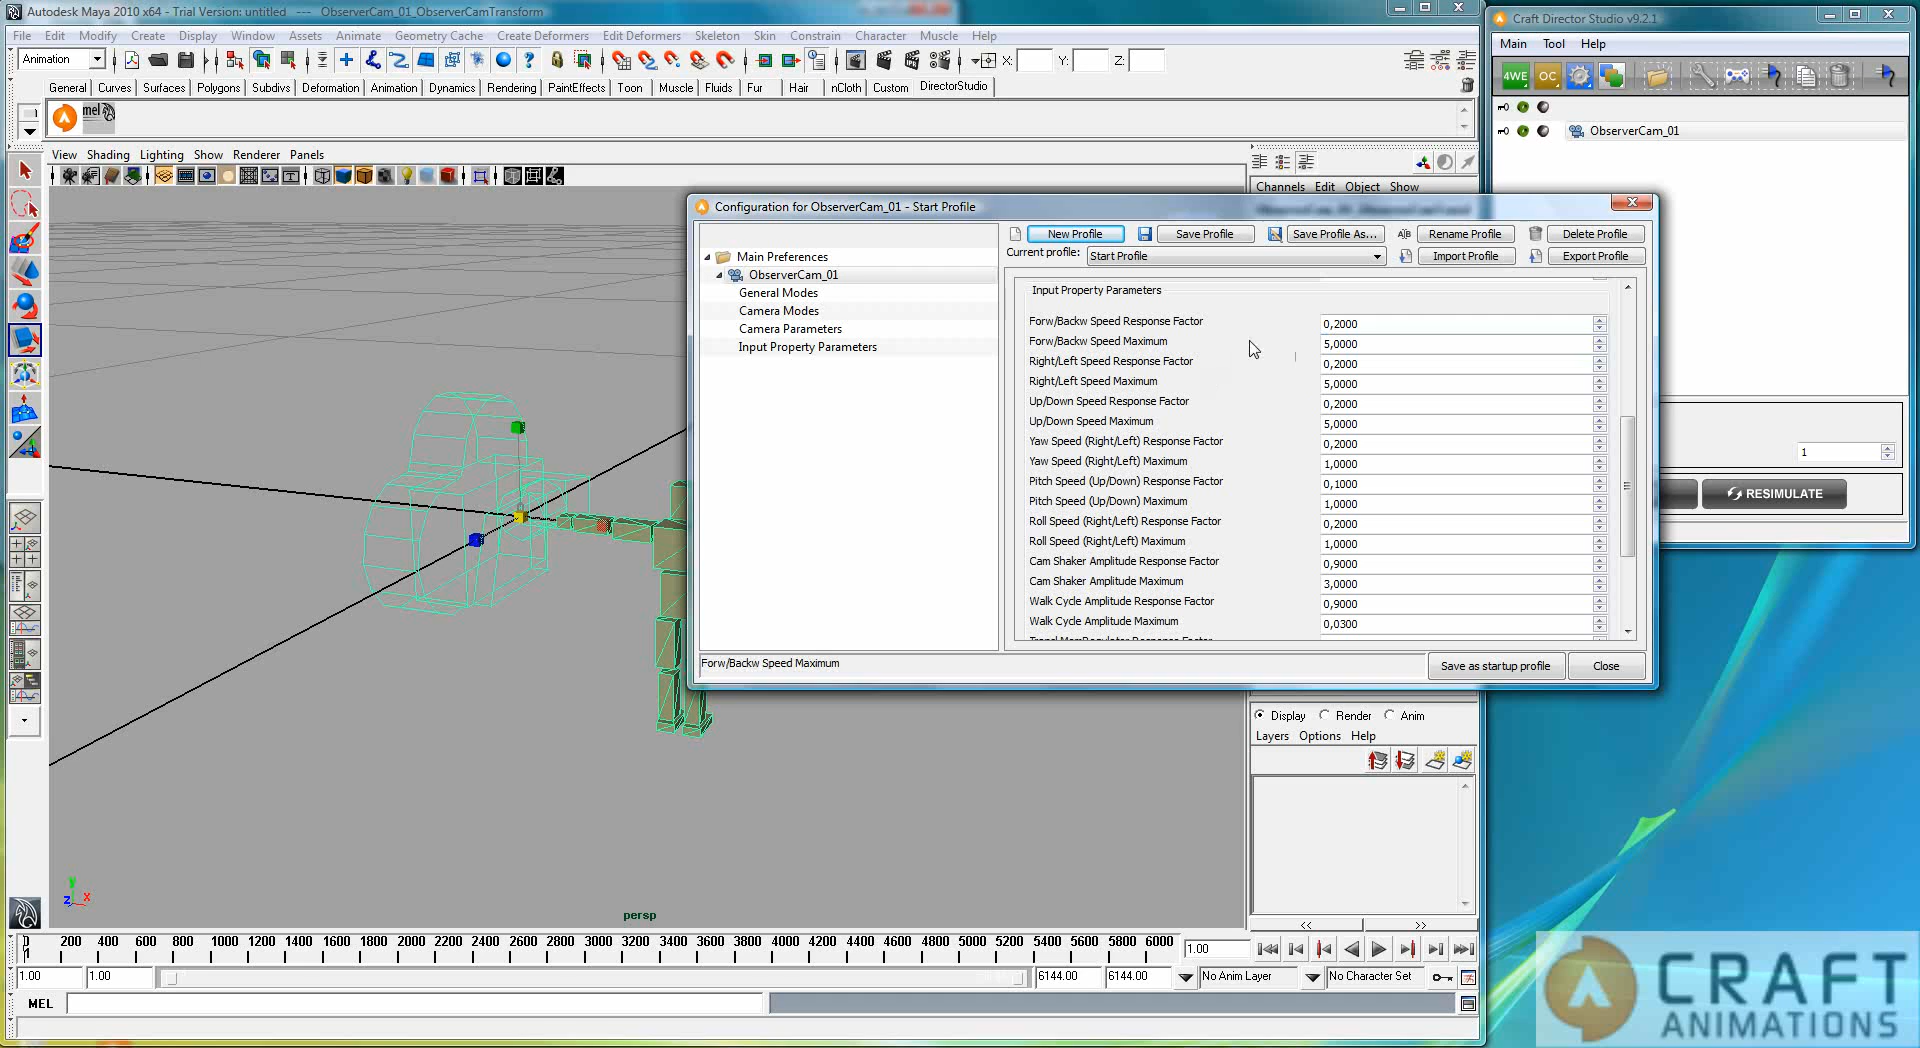 Autodesk Maya 2010 x64 - Trial Version: untitled --- ObserverCam_01_ObserverCamTransform
File Edit Modify Create Display Window Assets Animate Geometry Cache Create Deformers Edit Deformers Skeleton Skin Constrain Character Muscle Help
Animation X: Y: Z:
General Curves Surfaces Polygons Subdivs Deformation Animation Dynamics Rendering PaintEffects Toon Muscle Fluids Fur Hair nCloth Custom DirectorStudio
mel
View Shading Lighting Show Renderer Panels
Channels Edit Object Show
Craft Director Studio v9.2.1
Main Tool Help
4WE OC
ObserverCam_01
1
RESIMULATE
Configuration for ObserverCam_01 - Start Profile
New Profile Save Profile Save Profile As... Rename Profile Delete Profile
Current profile: Start Profile Import Profile Export Profile
Main Preferences
ObserverCam_01
General Modes
Camera Modes
Camera Parameters
Input Property Parameters
Input Property Parameters
Forw/Backw Speed Response Factor 0,2000
Forw/Backw Speed Maximum 5,0000
Right/Left Speed Response Factor 0,2000
Right/Left Speed Maximum 5,0000
Up/Down Speed Response Factor 0,2000
Up/Down Speed Maximum 5,0000
Yaw Speed (Right/Left) Response Factor 0,2000
Yaw Speed (Right/Left) Maximum 1,0000
Pitch Speed (Up/Down) Response Factor 0,1000
Pitch Speed (Up/Down) Maximum 1,0000
Roll Speed (Right/Left) Response Factor 0,2000
Roll Speed (Right/Left) Maximum 1,0000
Cam Shaker Amplitude Response Factor 0,9000
Cam Shaker Amplitude Maximum 3,0000
Walk Cycle Amplitude Response Factor 0,9000
Walk Cycle Amplitude Maximum 0,0300
Forw/Backw Speed Maximum
Save as startup profile Close
Display Render Anim
Layers Options Help
<< >>
y z x
persp
200 400 600 800 1000 1200 1400 1600 1800 2000 2200 2400 2600 2800 3000 3200 3400 3600 3800 4000 4200 4400 4600 4800 5000 5200 5400 5600 5800 6000 1.00
1.00 1.00 6144.00 6144.00 No Anim Layer No Character Set
MEL
CRAFT
ANIMATIONS